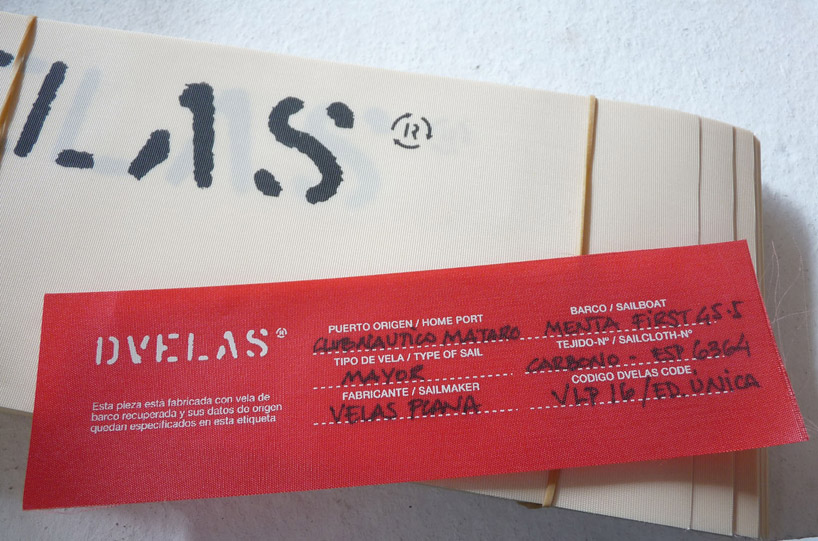 LAS ®
DVELAS ®
Esta pieza está fabricada con vela de
barco recuperada y sus datos de origen
quedan especificados en esta etiqueta
PUERTO ORIGEN / HOME PORT
CLUB NAUTICO MATARO
TIPO DE VELA / TYPE OF SAIL
MAYOR
FABRICANTE / SAILMAKER
VELAS PLANA
BARCO / SAILBOAT
MENTA FIRST 45.5
TEJIDO-Nº / SAILCLOTH-Nº
CARBONO - ESP 6364
CODIGO DVELAS CODE
VLP 16/ED. UNICA